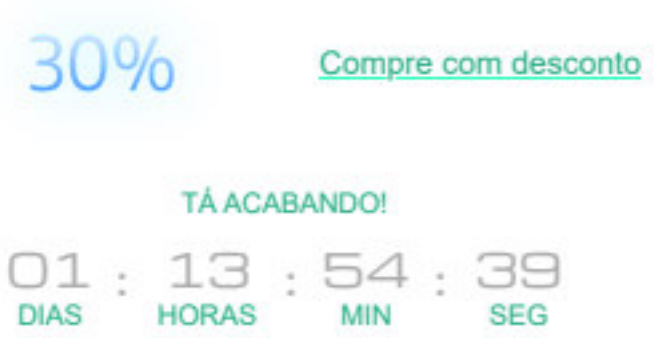 30%
Compre com desconto
TÁ ACABANDO!
01 : 13 : 54 : 39
DIAS HORAS MIN SEG